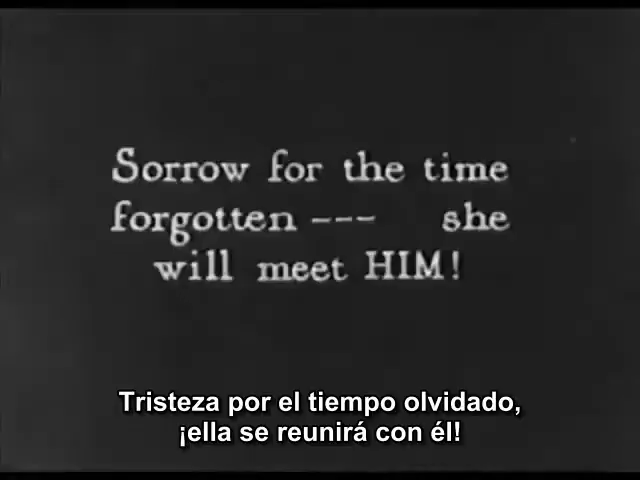 Sorrow for the time
forgotten --- she
will meet HIM!
Tristeza por el tiempo olvidado,
¡ella se reunirá con él!